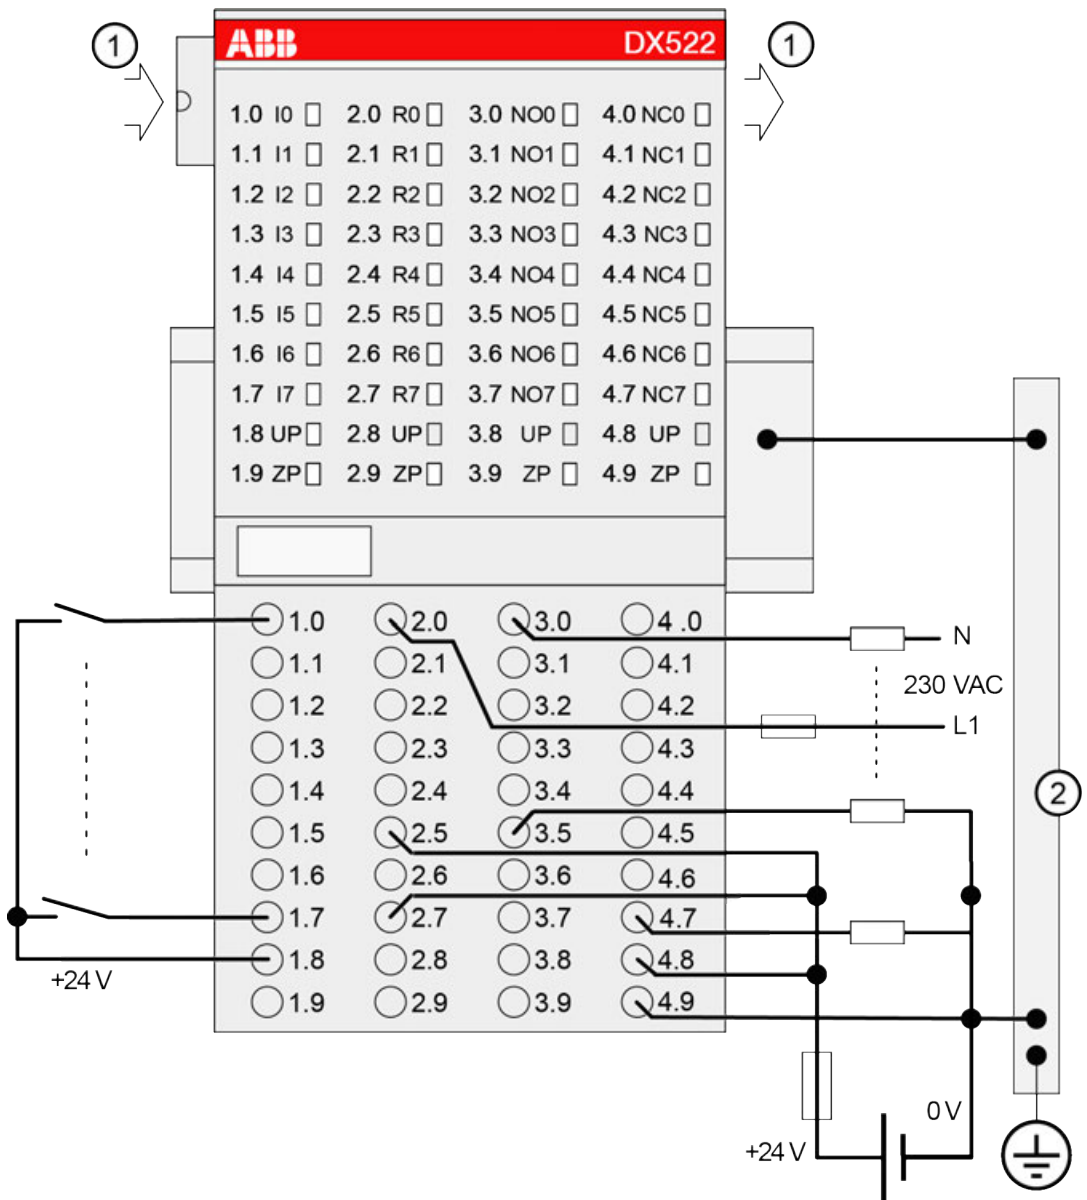 1 ABB DX522 1
1.0 I0 2.0 R0 3.0 NO0 4.0 NC0
1.1 I1 2.1 R1 3.1 NO1 4.1 NC1
1.2 I2 2.2 R2 3.2 NO2 4.2 NC2
1.3 I3 2.3 R3 3.3 NO3 4.3 NC3
1.4 I4 2.4 R4 3.4 NO4 4.4 NC4
1.5 I5 2.5 R5 3.5 NO5 4.5 NC5
1.6 I6 2.6 R6 3.6 NO6 4.6 NC6
1.7 I7 2.7 R7 3.7 NO7 4.7 NC7
1.8 UP 2.8 UP 3.8 UP 4.8 UP
1.9 ZP 2.9 ZP 3.9 ZP 4.9 ZP
1.0 2.0 3.0 4 .0
N
1.1 2.1 3.1 4.1
230 VAC
1.2 2.2 3.2 4.2
L1
1.3 2.3 3.3 4.3
1.4 2.4 3.4 4.4
2
1.5 2.5 3.5 4.5
1.6 2.6 3.6 4.6
1.7 2.7 3.7 4.7
1.8 2.8 3.8 4.8
+24 V
1.9 2.9 3.9 4.9
0 V
+24 V